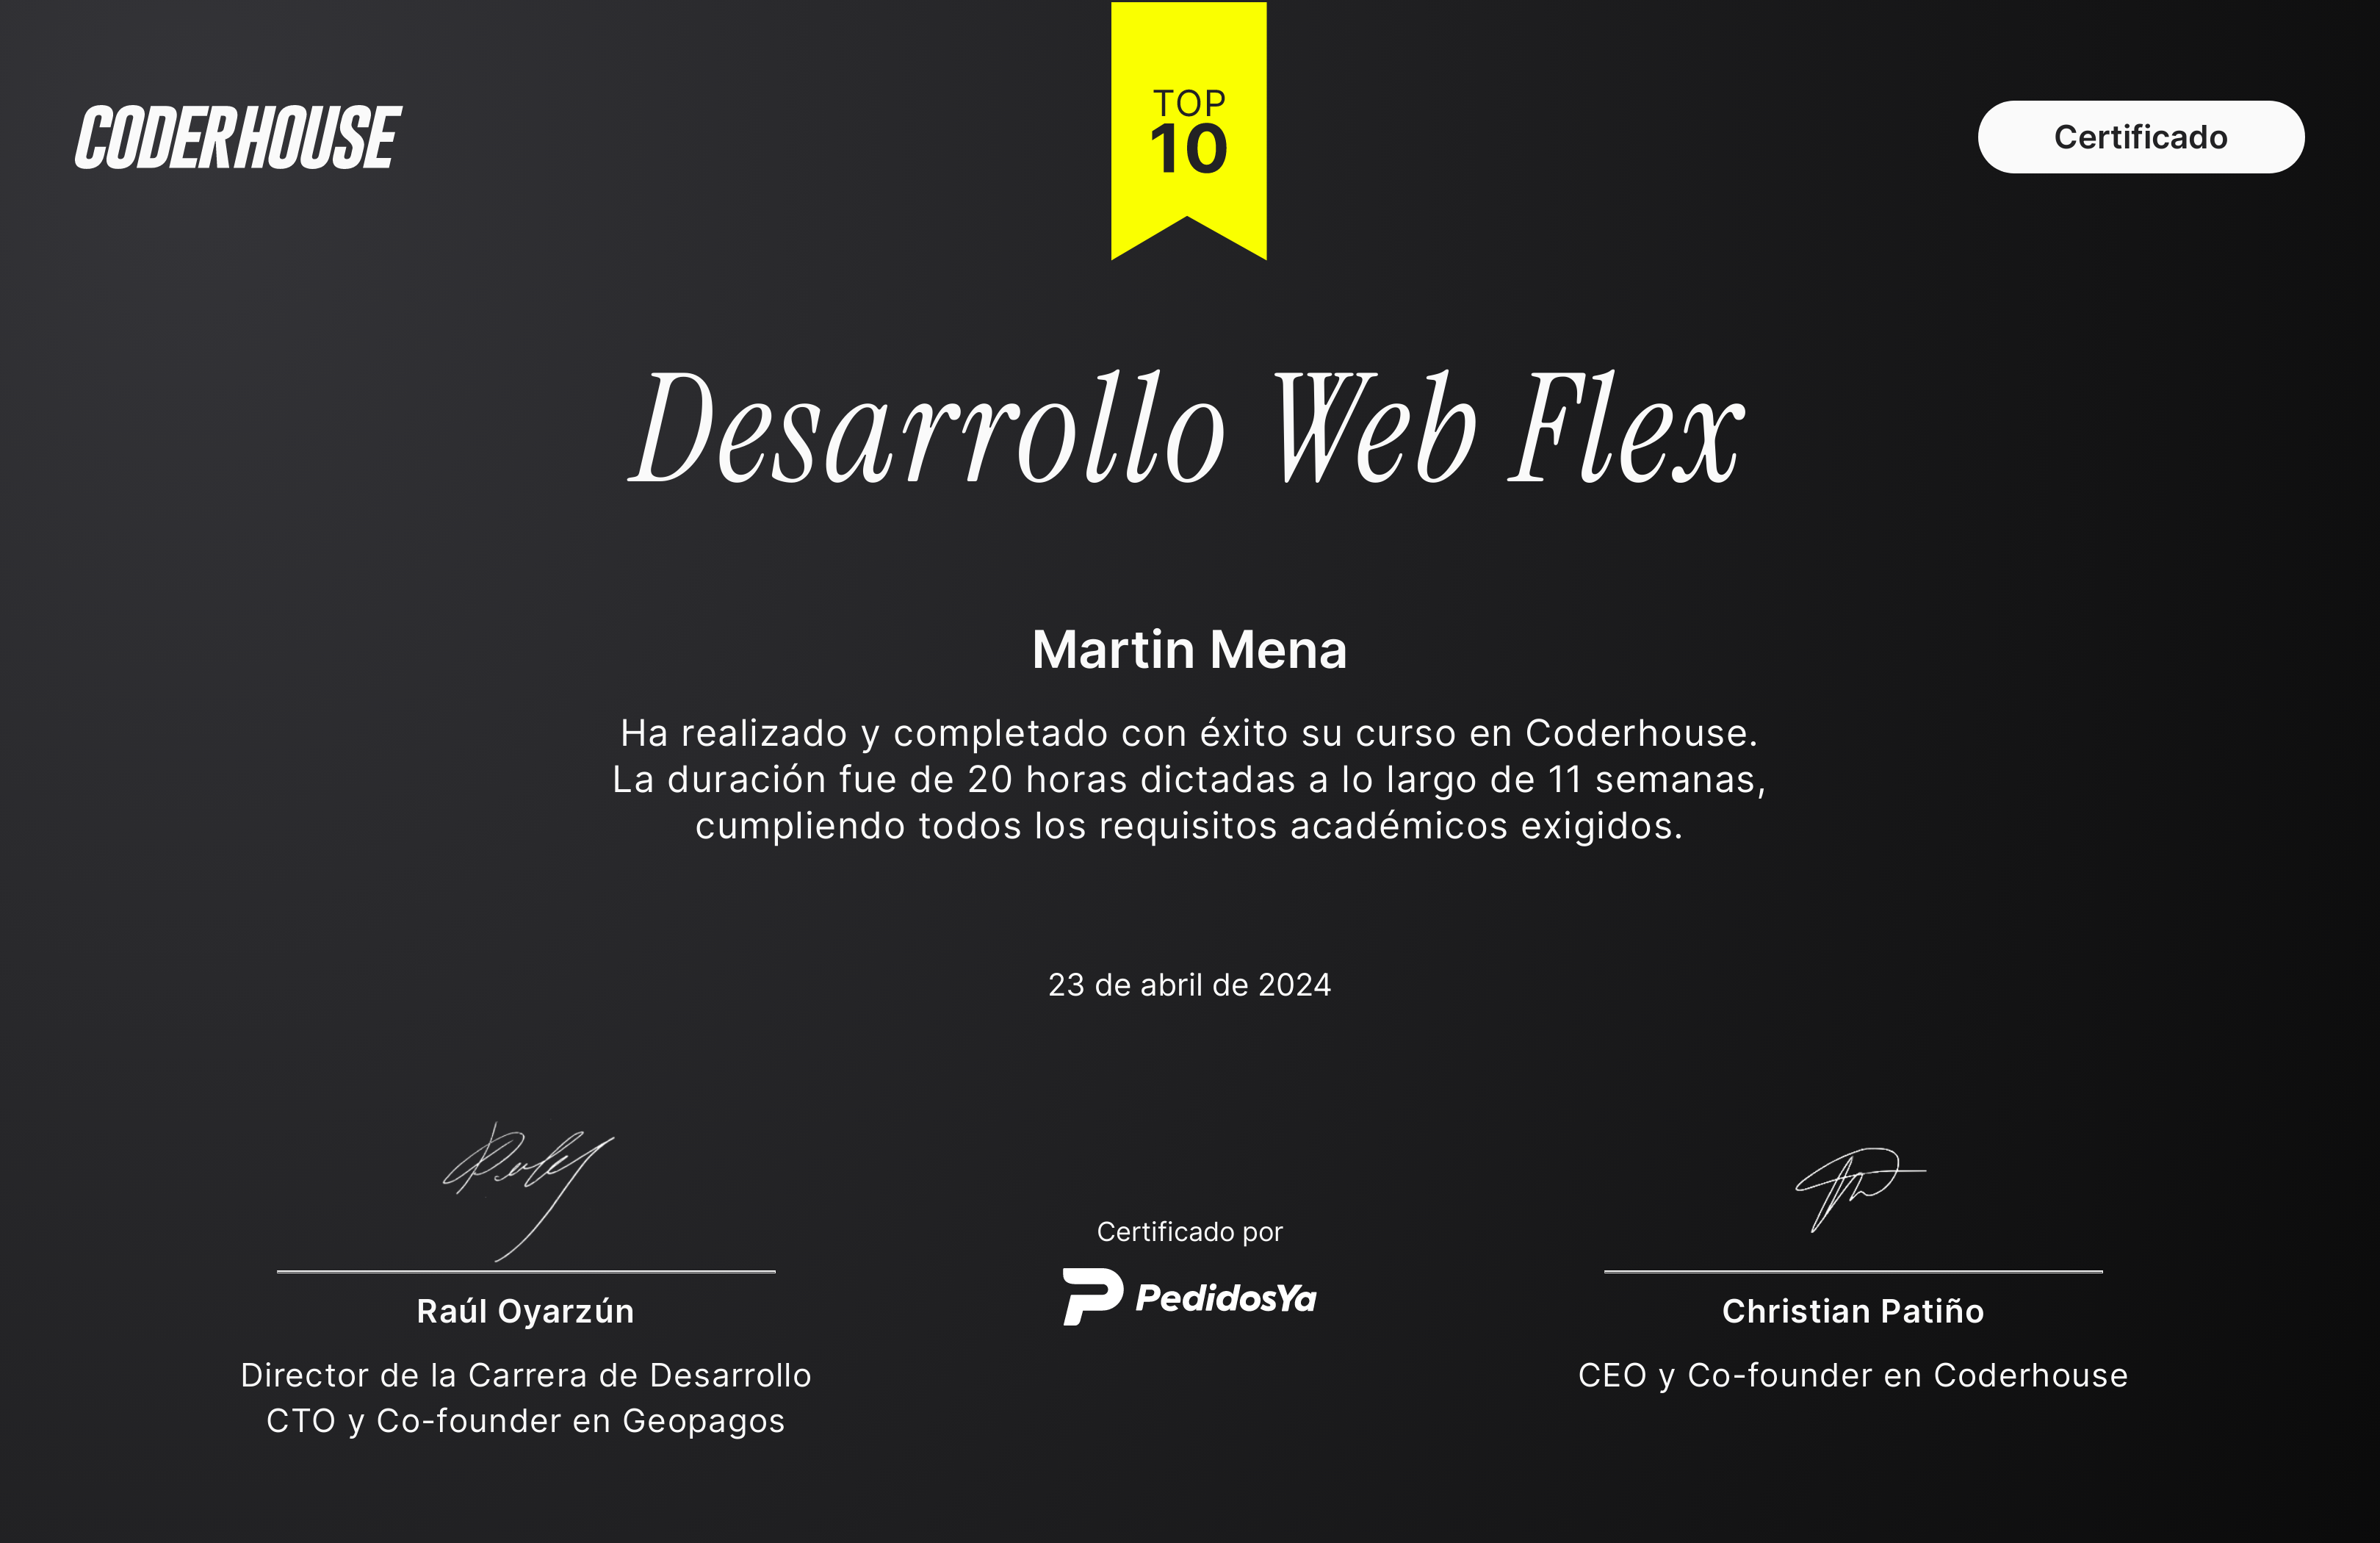 CODERHOUSE
TOP
10
Certificado
Desarrollo Web Flex
Martin Mena
Ha realizado y completado con éxito su curso en Coderhouse.
La duración fue de 20 horas dictadas a lo largo de 11 semanas,
cumpliendo todos los requisitos académicos exigidos.
23 de abril de 2024
Certificado por
PedidosYa
Raúl Oyarzún
Director de la Carrera de Desarrollo
CTO y Co-founder en Geopagos
Christian Patiño
CEO y Co-founder en Coderhouse